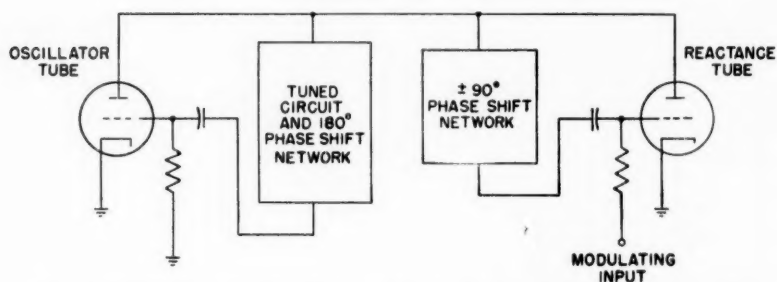 OSCILLATOR
TUBE
TUNED
CIRCUIT
AND 180°
PHASE SHIFT
NETWORK
± 90°
PHASE SHIFT
NETWORK
REACTANCE
TUBE
MODULATING
INPUT